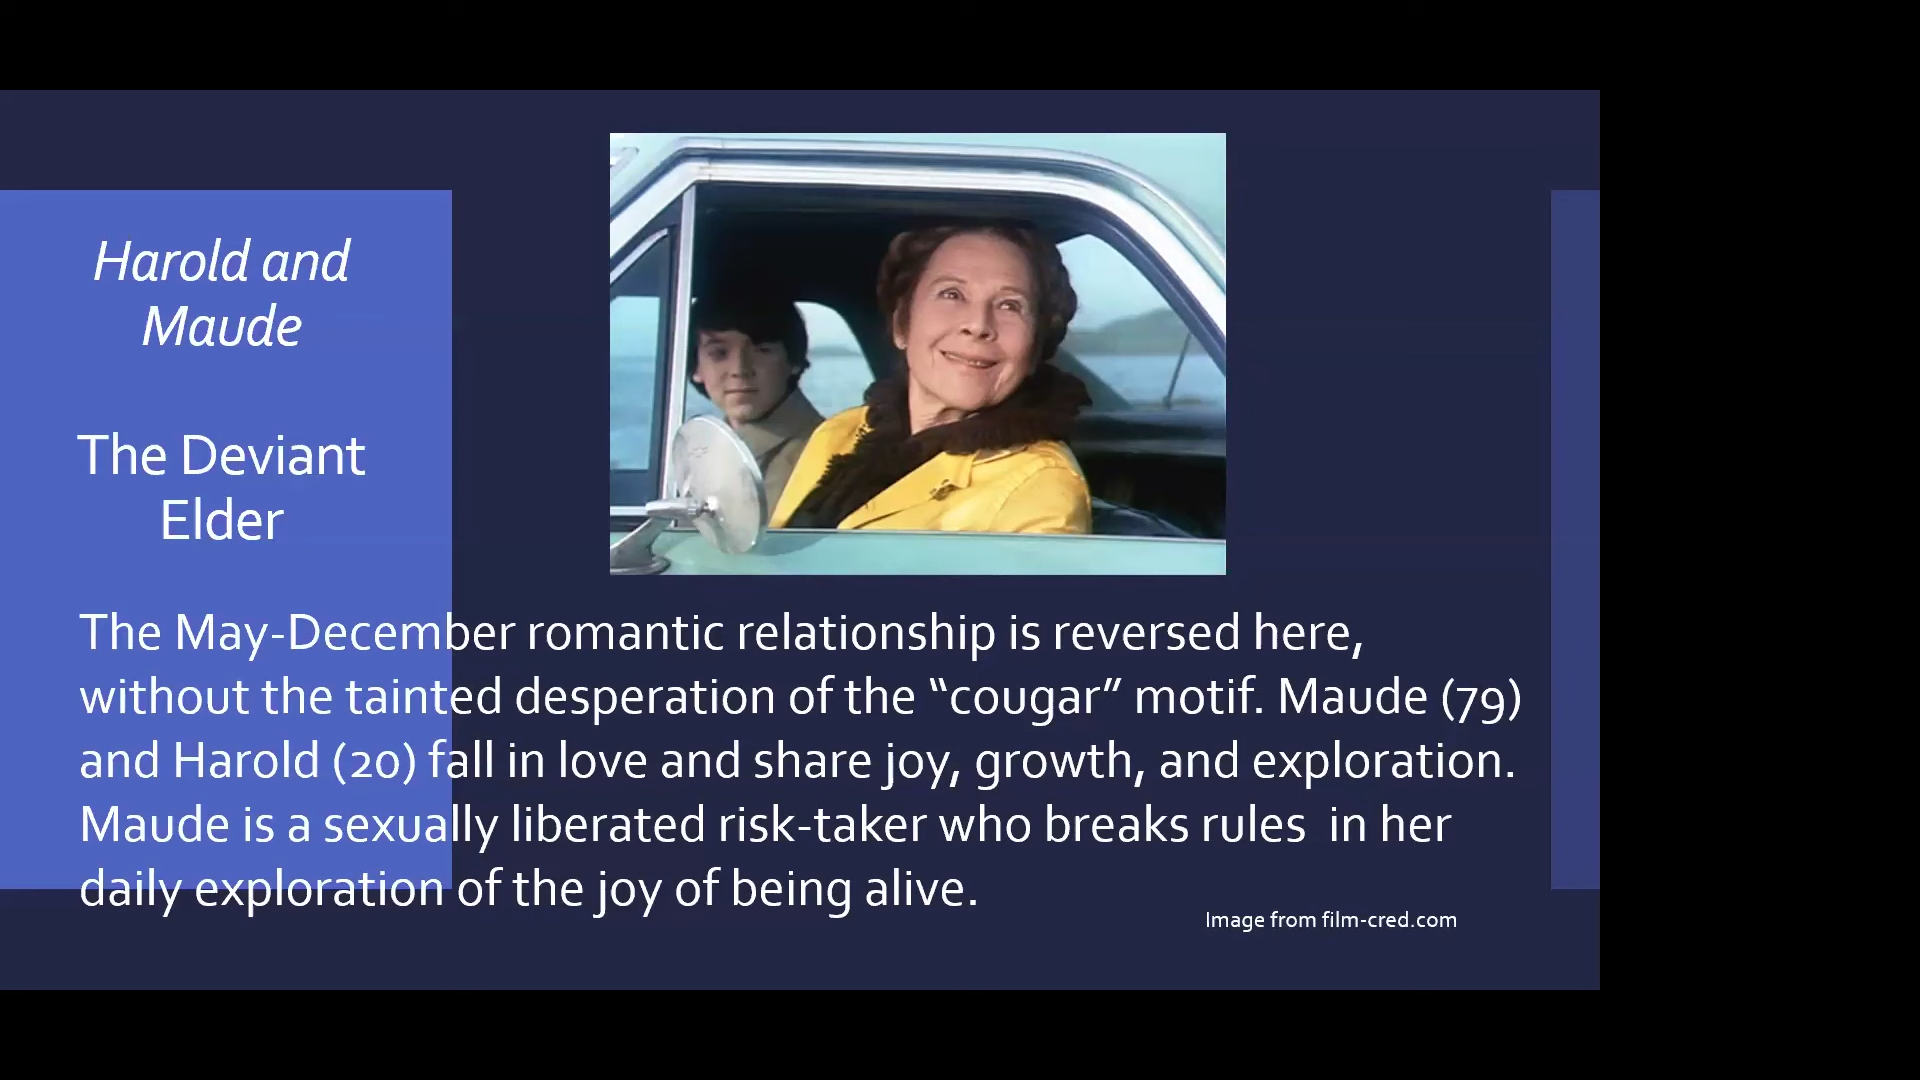 Harold and
Maude
The Deviant
Elder
The May-December romantic relationship is reversed here,
without the tainted desperation of the “cougar” motif. Maude (79)
and Harold (20) fall in love and share joy, growth, and exploration.
Maude is a sexually liberated risk-taker who breaks rules  in her
daily exploration of the joy of being alive.
Image from film-cred.com